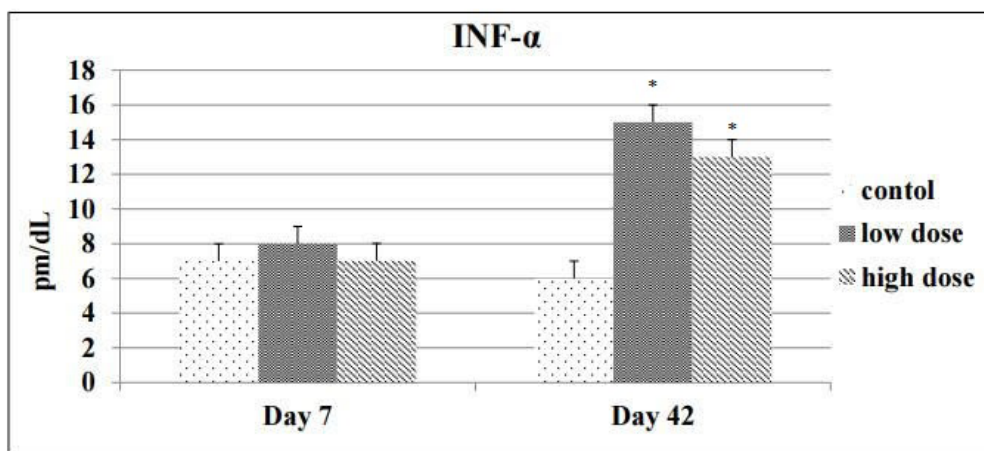 INF-α
18
16
14
12
10
8
6
4
2
0
pm/dL
*
*
Day 7
Day 42
contol
low dose
high dose